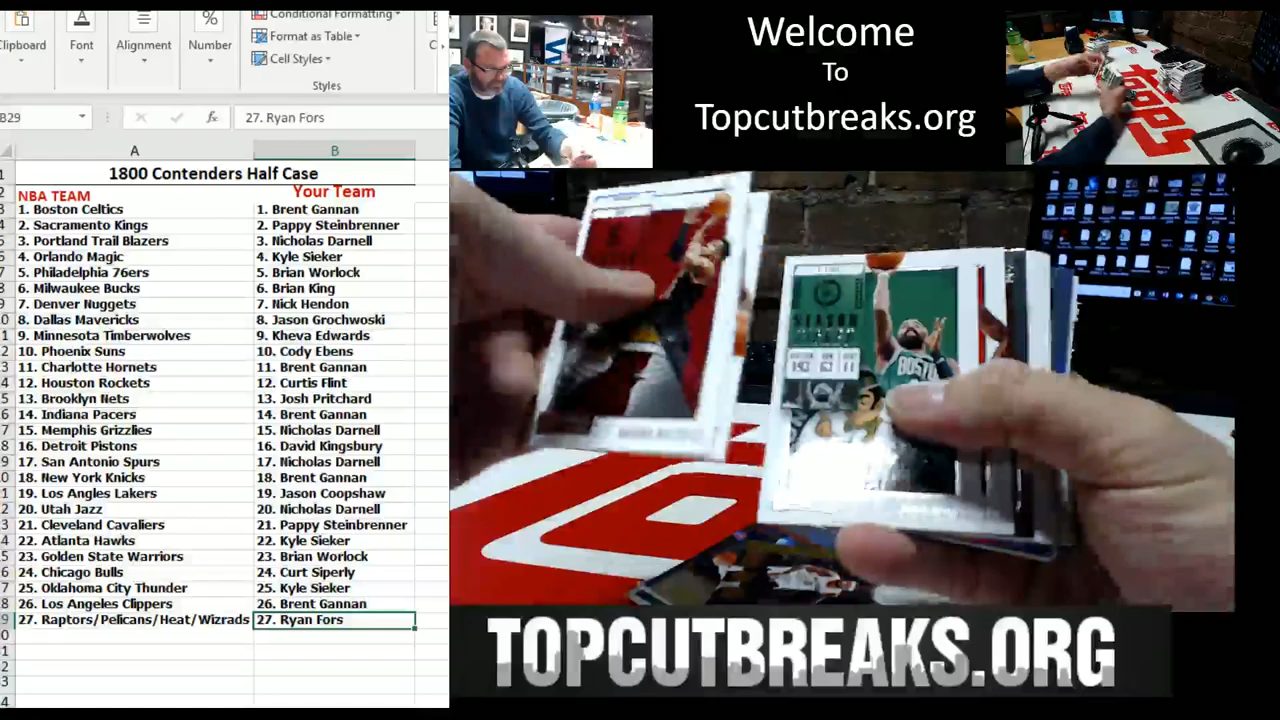 Conditional Formatting
Format as Table
Cell Styles
Clipboard
Font
Alignment
Number
Styles
B29
fx
27. Ryan Fors
A
B
1800 Contenders Half Case
NBA TEAM
Your Team
1. Boston Celtics
1. Brent Gannan
2. Sacramento Kings
2. Pappy Steinbrenner
3. Portland Trail Blazers
3. Nicholas Darnell
4. Orlando Magic
4. Kyle Sieker
5. Philadelphia 76ers
5. Brian Worlock
6. Milwaukee Bucks
6. Brian King
7. Denver Nuggets
7. Nick Hendon
8. Dallas Mavericks
8. Jason Grochwoski
9. Minnesota Timberwolves
9. Kheva Edwards
10. Phoenix Suns
10. Cody Ebens
11. Charlotte Hornets
11. Brent Gannan
12. Houston Rockets
12. Curtis Flint
13. Brooklyn Nets
13. Josh Pritchard
14. Indiana Pacers
14. Brent Gannan
15. Memphis Grizzlies
15. Nicholas Darnell
16. Detroit Pistons
16. David Kingsbury
17. San Antonio Spurs
17. Nicholas Darnell
18. New York Knicks
18. Brent Gannan
19. Los Angles Lakers
19. Jason Coopshaw
20. Utah Jazz
20. Nicholas Darnell
21. Cleveland Cavaliers
21. Pappy Steinbrenner
22. Atlanta Hawks
22. Kyle Sieker
23. Golden State Warriors
23. Brian Worlock
24. Chicago Bulls
24. Curt Siperly
25. Oklahoma City Thunder
25. Kyle Sieker
26. Los Angeles Clippers
26. Brent Gannan
27. Raptors/Pelicans/Heat/Wizrads
27. Ryan Fors
Welcome
To
Topcutbreaks.org
topps
SEASON
TICKET
BOSTON
TOPCUTBREAKS.ORG